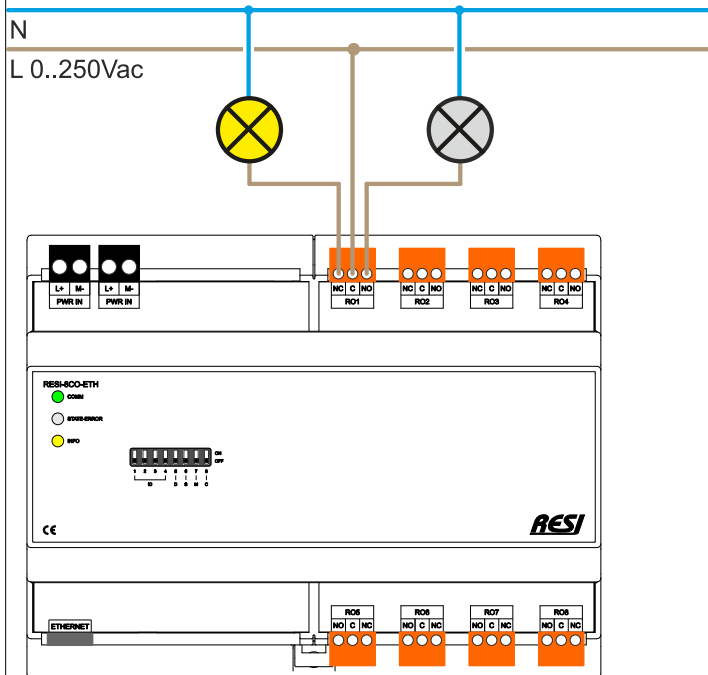 N
L 0..250Vac
L+ M- L+ M-
PWR IN PWR IN
NC C NO NC C NO NC C NO NC C NO
RO1 RO2 RO3 RO4
RESI-8CO-ETH
COMM
STATE-ERROR
INFO
ON
OFF
1 2 3 4 5 6 7 8
ID D S M C
CE
RESI
RO5 RO6 RO7 RO8
ETHERNET
NO C NC NO C NC NO C NC NO C NC